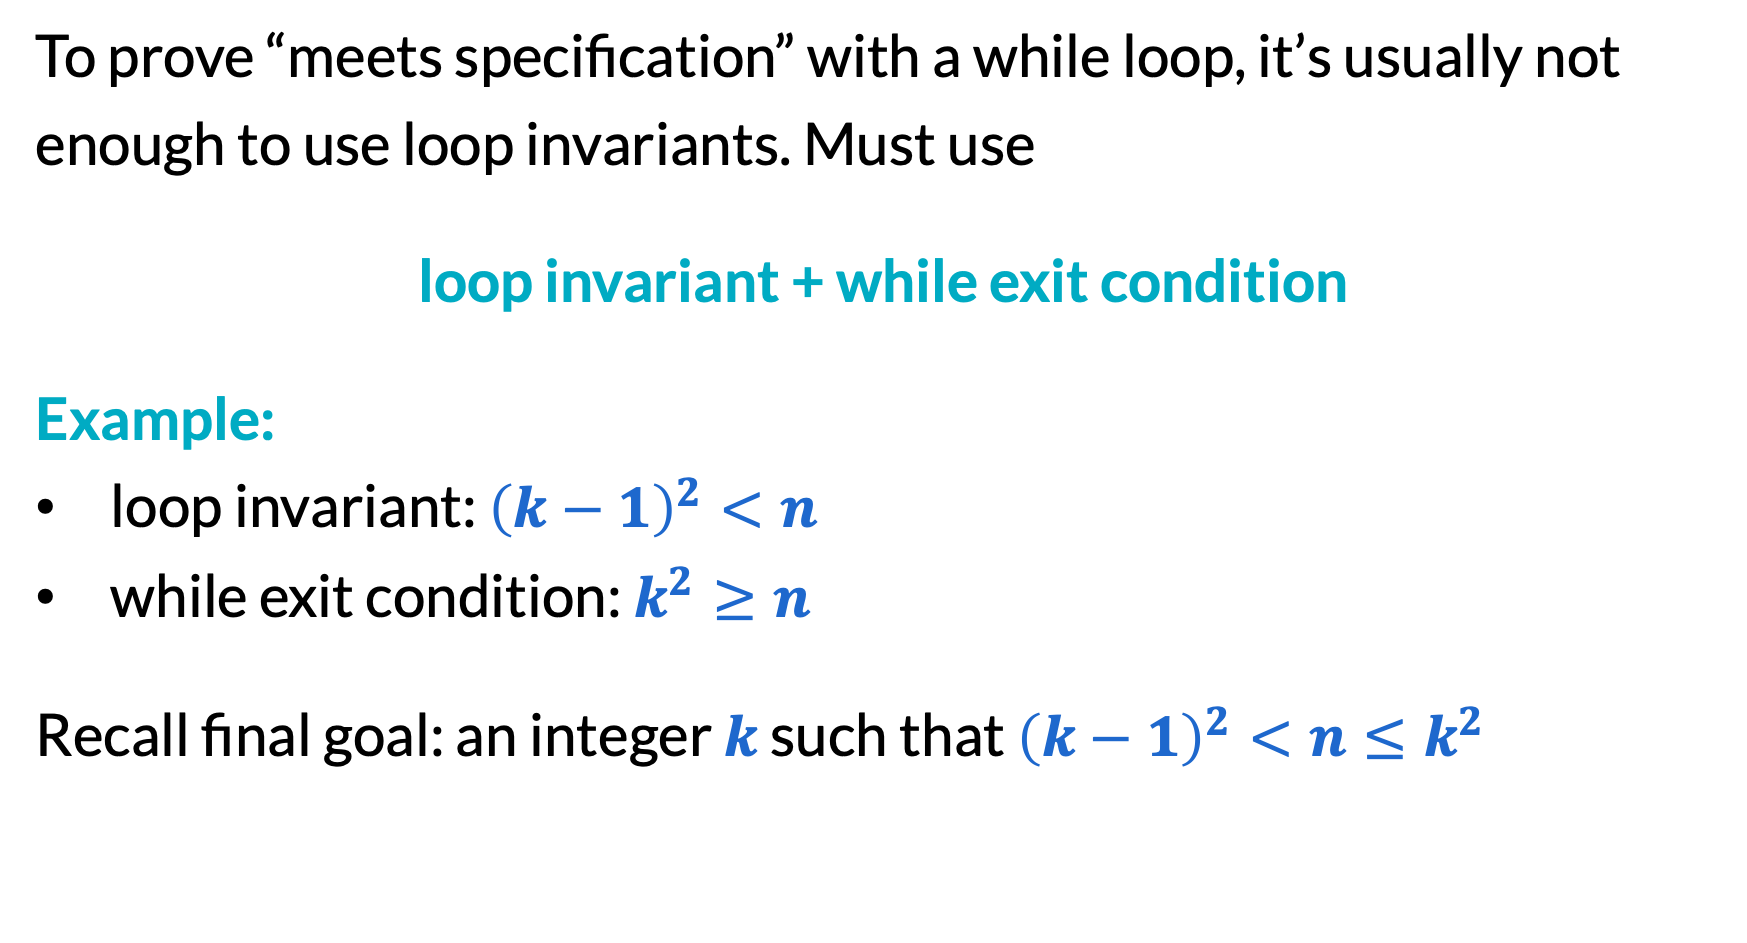 To prove “meets specification” with a while loop, it’s usually not
enough to use loop invariants. Must use
loop invariant + while exit condition
Example:
• loop invariant: (k − 1)² < n
• while exit condition: k² ≥ n
Recall final goal: an integer k such that (k − 1)² < n ≤ k²